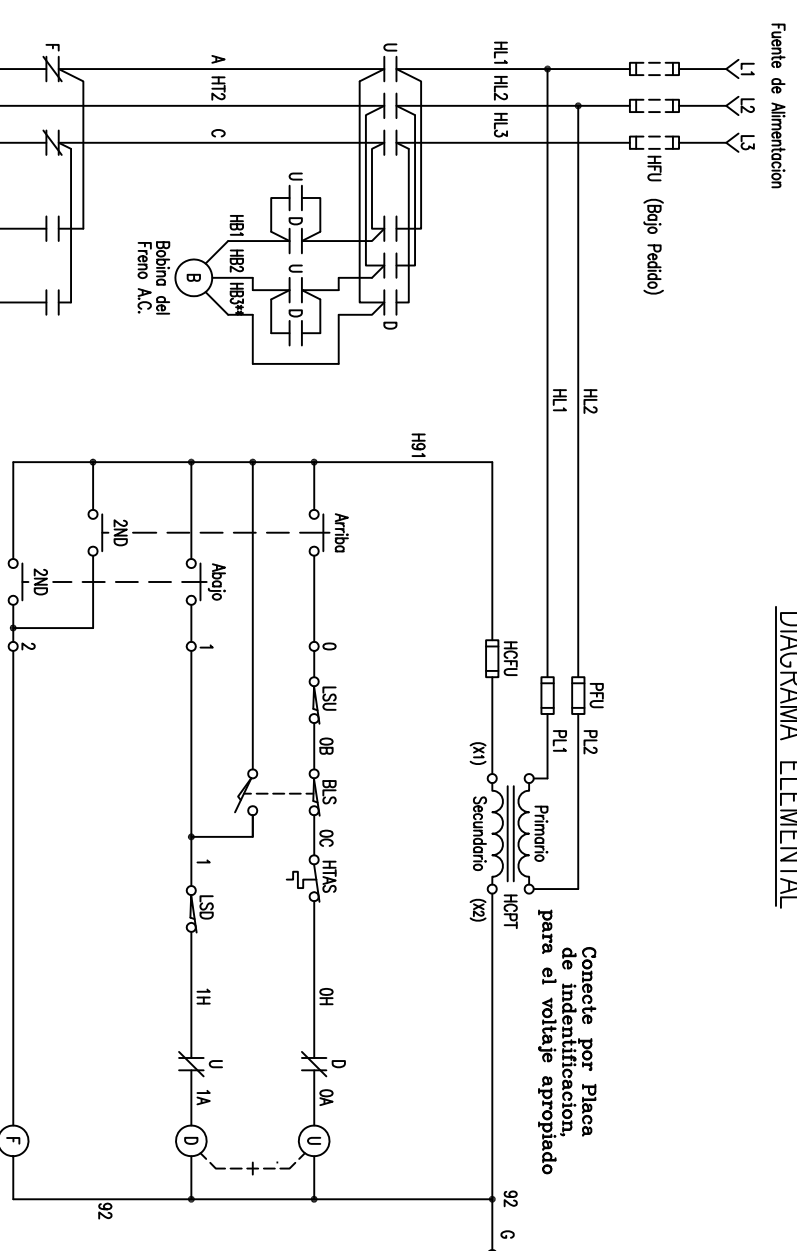 DIAGRAMA ELEMENTAL
Fuente de Alimentacion
L1
L2
L3
HFU (Bajo Pedido)
HL1
HL2
HL3
HL1
HL2
U
D
A
HT2
C
F
U
D
U
D
HB1
HB2
HB3**
B
Bobina del
Freno A.C.
PFU
PL1
PL2
HCFU
(X1)
Primario
Secundario
(X2)
HCPT
Conecte por Placa
de indentificacion,
para el voltaje apropiado
H91
Arriba
0
LSU
0B
BLS
0C
HTAS
0H
D
0A
U
Abajo
1
1
LSD
1H
U
1A
D
2ND
2ND
2
F
92
92
G